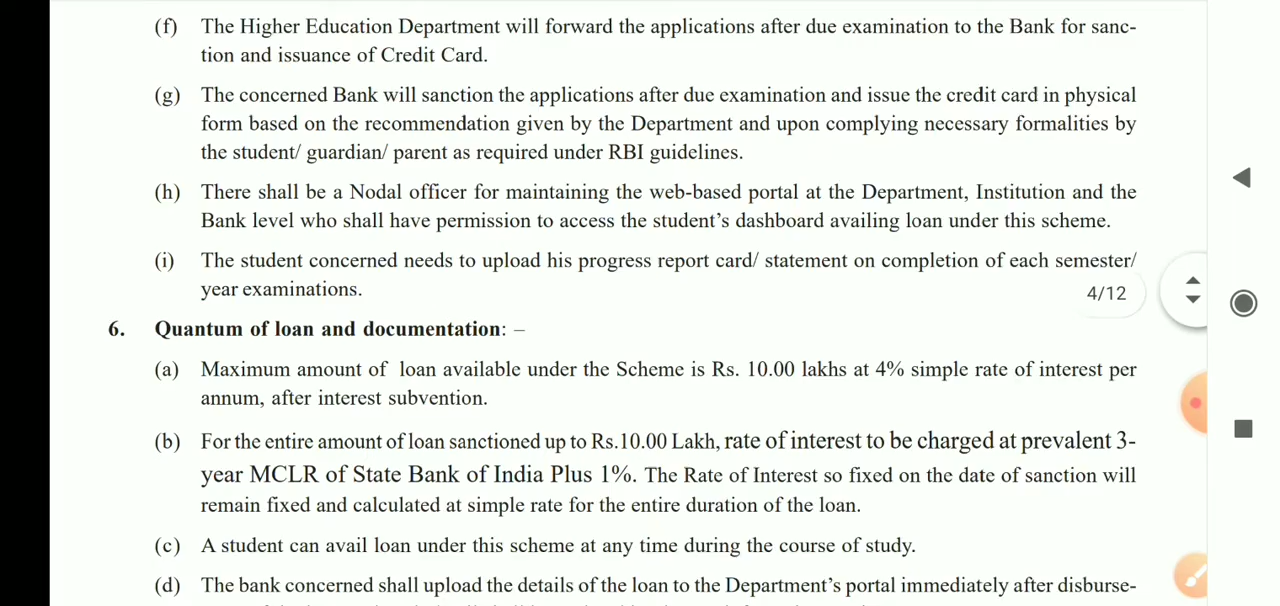 (f) The Higher Education Department will forward the applications after due examination to the Bank for sanc-
tion and issuance of Credit Card.
(g) The concerned Bank will sanction the applications after due examination and issue the credit card in physical
form based on the recommendation given by the Department and upon complying necessary formalities by
the student/ guardian/ parent as required under RBI guidelines.
(h) There shall be a Nodal officer for maintaining the web-based portal at the Department, Institution and the
Bank level who shall have permission to access the student's dashboard availing loan under this scheme.
(i) The student concerned needs to upload his progress report card/ statement on completion of each semester/
year examinations.
4/12
6. Quantum of loan and documentation: –
(a) Maximum amount of loan available under the Scheme is Rs. 10.00 lakhs at 4% simple rate of interest per
annum, after interest subvention.
(b) For the entire amount of loan sanctioned up to Rs.10.00 Lakh, rate of interest to be charged at prevalent 3-
year MCLR of State Bank of India Plus 1%. The Rate of Interest so fixed on the date of sanction will
remain fixed and calculated at simple rate for the entire duration of the loan.
(c) A student can avail loan under this scheme at any time during the course of study.
(d) The bank concerned shall upload the details of the loan to the Department's portal immediately after disburse-